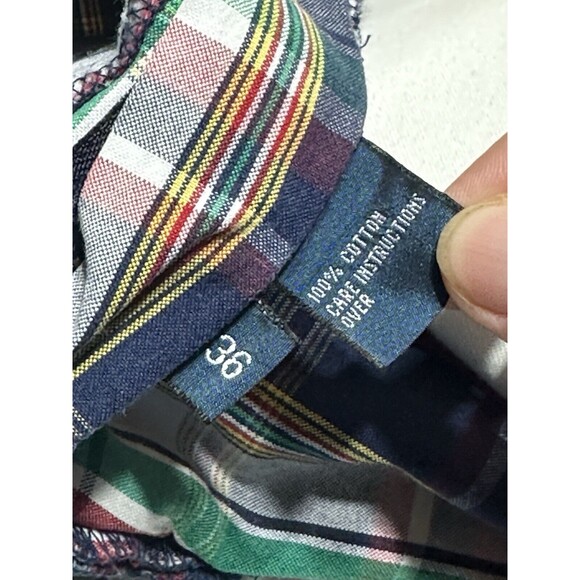 100% COTTON
CARE INSTRUCTIONS
OVER
36